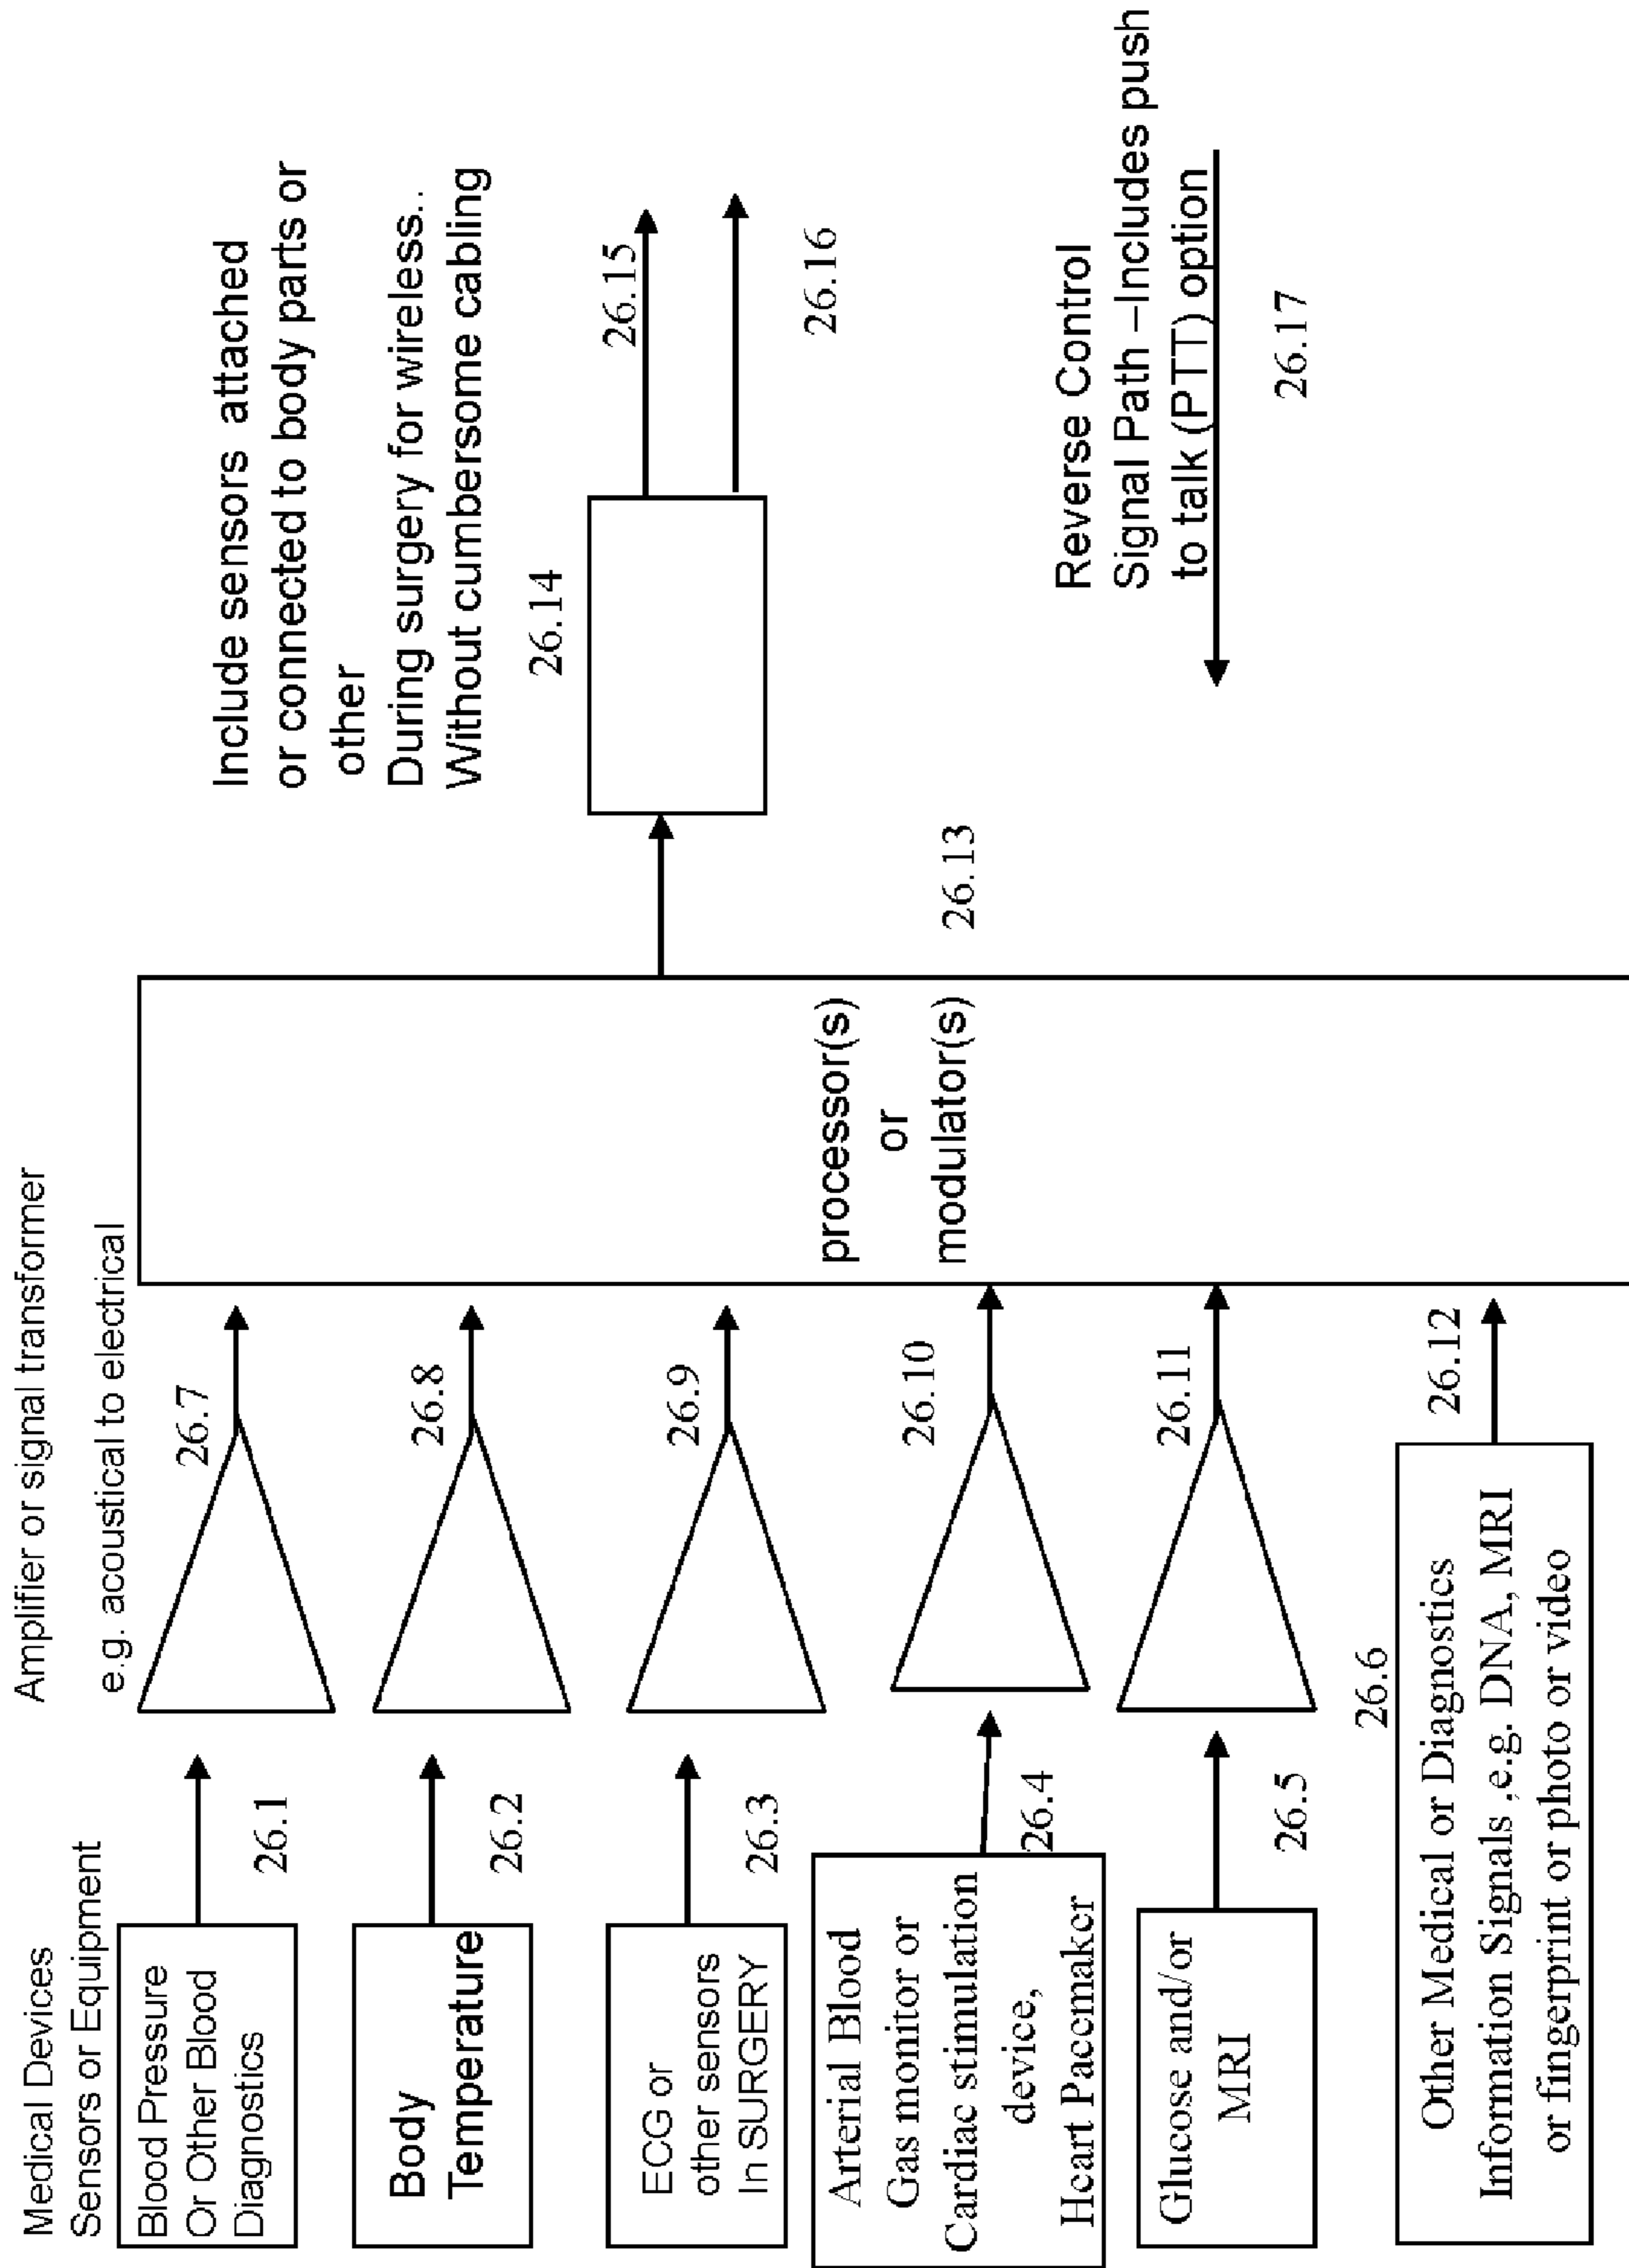 Medical Devices
Sensors or Equipment
Amplifier or signal transformer
e.g. acoustical to electrical
Blood Pressure
Or Other Blood
Diagnostics
26.1
26.7
Body
Temperature
26.2
26.8
ECG or
other sensors
In SURGERY
26.3
26.9
Arterial Blood
Gas monitor or
Cardiac stimulation
device,
Heart Pacemaker
26.4
26.10
Glucose and/or
MRI
26.5
26.11
26.6
Other Medical or Diagnostics
Information Signals ,e.g. DNA, MRI
or fingerprint or photo or video
26.12
processor(s)
or
modulator(s)
26.13
Include sensors attached
or connected to body parts or
other
During surgery for wireless..
Without cumbersome cabling
26.14
26.15
26.16
Reverse Control
Signal Path –Includes push
to talk (PTT) option
26.17